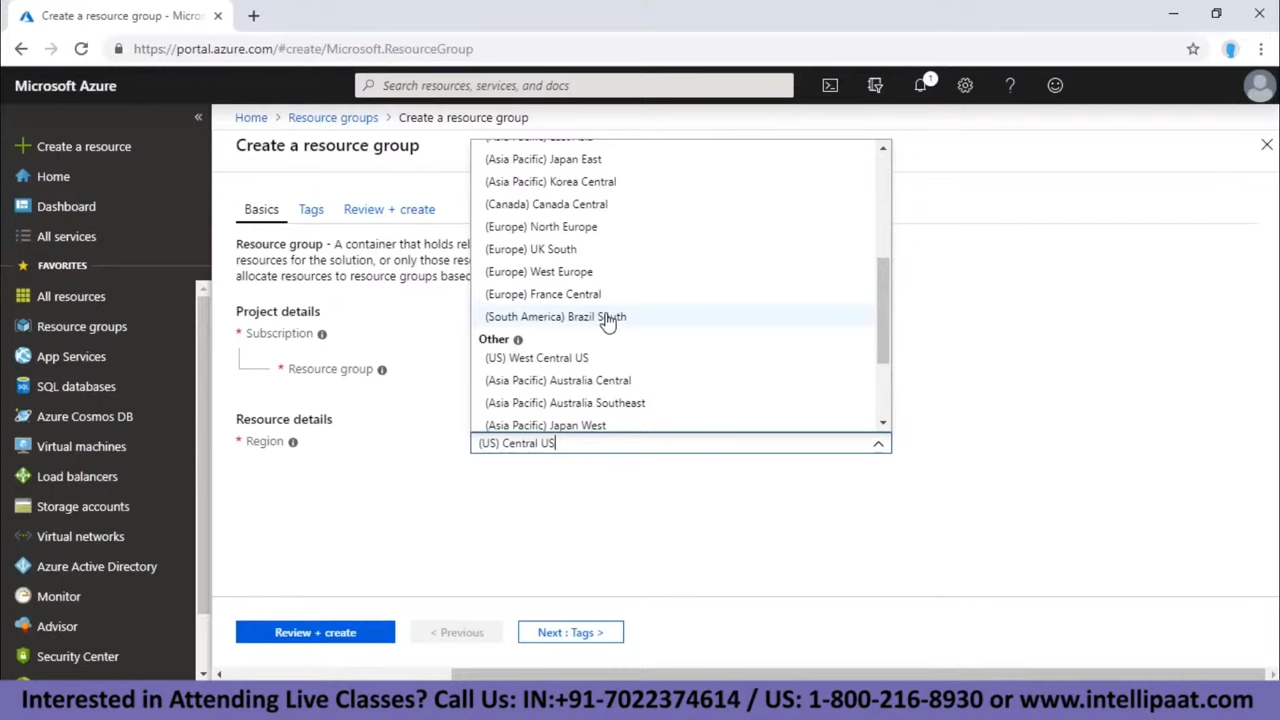 Create a resource group - Micros
https://portal.azure.com/#create/Microsoft.ResourceGroup
Microsoft Azure
Search resources, services, and docs
1
«
Create a resource
Home
Dashboard
All services
FAVORITES
All resources
Resource groups
App Services
SQL databases
Azure Cosmos DB
Virtual machines
Load balancers
Storage accounts
Virtual networks
Azure Active Directory
Monitor
Advisor
Security Center
Home
Resource groups
Create a resource group
Create a resource group
Basics
Tags
Review + create
Resource group - A container that holds rel
resources for the solution, or only those res
allocate resources to resource groups based
Project details
* Subscription
* Resource group
Resource details
* Region
(Asia Pacific) Japan East
(Asia Pacific) Korea Central
(Canada) Canada Central
(Europe) North Europe
(Europe) UK South
(Europe) West Europe
(Europe) France Central
(South America) Brazil South
Other
(US) West Central US
(Asia Pacific) Australia Central
(Asia Pacific) Australia Southeast
(Asia Pacific) Japan West
(US) Central US
Review + create
< Previous
Next : Tags >
Interested in Attending Live Classes? Call Us: IN:+91-7022374614 / US: 1-800-216-8930 or www.intellipaat.com